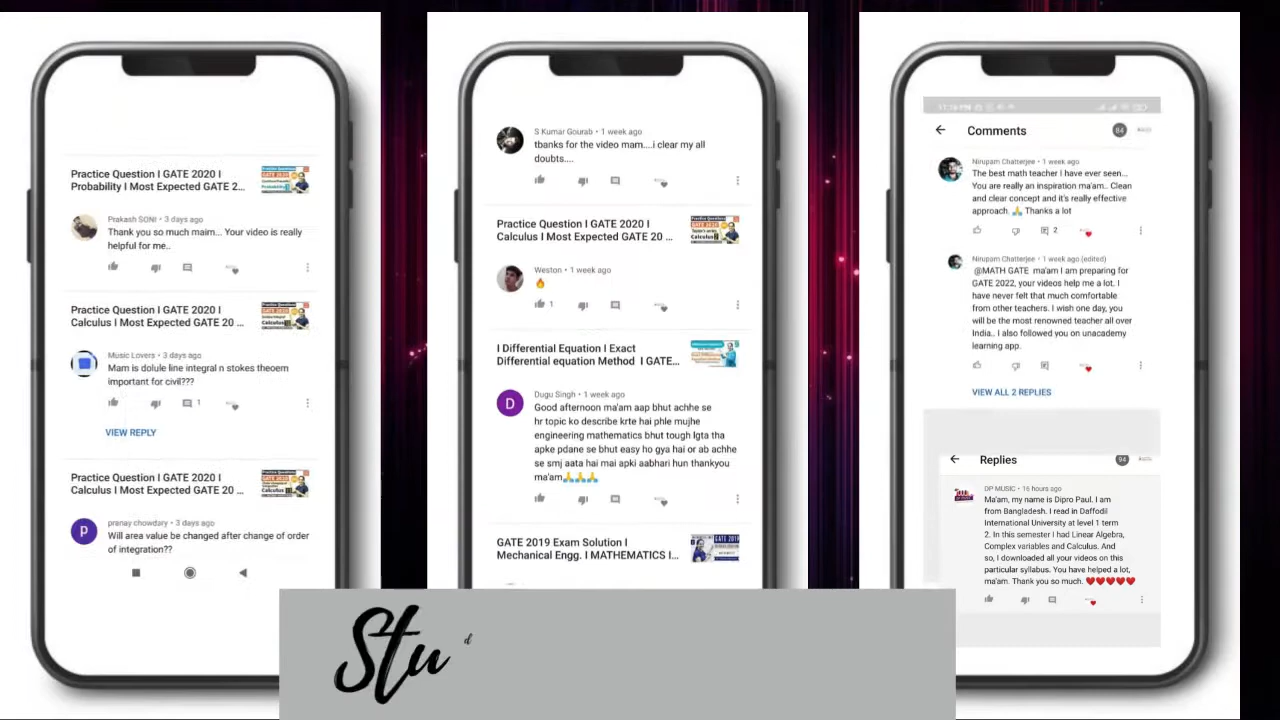 Practice Question I GATE 2020 I
Probability I Most Expected GATE 2...
Prakash SONI • 3 days ago
Thank you so much maim... Your video is really
helpful for me..
Practice Question I GATE 2020 I
Calculus I Most Expected GATE 20 ...
Music Lovers • 3 days ago
Mam is dolule line integral n stokes theoem
important for civil???
1
VIEW REPLY
Practice Question I GATE 2020 I
Calculus I Most Expected GATE 20 ...
P
pranay chowdary • 3 days ago
Will area value be changed after change of order
of integration??
S Kumar Gourab • 1 week ago
tbanks for the video mam....i clear my all
doubts....
Practice Question I GATE 2020 I
Calculus I Most Expected GATE 20 ...
Weston • 1 week ago
🔥
1
I Differential Equation I Exact
Differential equation Method I GATE...
D
Dugu Singh • 1 week ago
Good afternoon ma'am aap bhut achhe se
hr topic ko describe krte hai phle mujhe
engineering mathematics bhut tough lgta tha
apke pdane se bhut easy ho gya hai or ab achhe
se smj aata hai mai apki aabhari hun thankyou
ma'am🙏🙏🙏
GATE 2019 Exam Solution I
Mechanical Engg. I MATHEMATICS I...
Comments
84
Nirupam Chatterjee • 1 week ago
The best math teacher I have ever seen...
You are really an inspiration ma'am.. Clean
and clear concept and it's really effective
approach. 🙏 Thanks a lot
2
Nirupam Chatterjee • 1 week ago (edited)
@MATH GATE ma'am I am preparing for
GATE 2022, your videos help me a lot. I
have never felt that much comfortable
from other teachers. I wish one day, you
will be the most renowned teacher all over
India.. I also followed you on unacademy
learning app.
VIEW ALL 2 REPLIES
Replies
94
DP MUSIC • 16 hours ago
Ma'am, my name is Dipro Paul. I am
from Bangladesh. I read in Daffodil
International University at level 1 term
2. In this semester I had Linear Algebra,
Complex variables and Calculus. And
so, I downloaded all your videos on this
particular syllabus. You have helped a lot,
ma'am. Thank you so much. ❤️❤️❤️❤️❤️
Stud